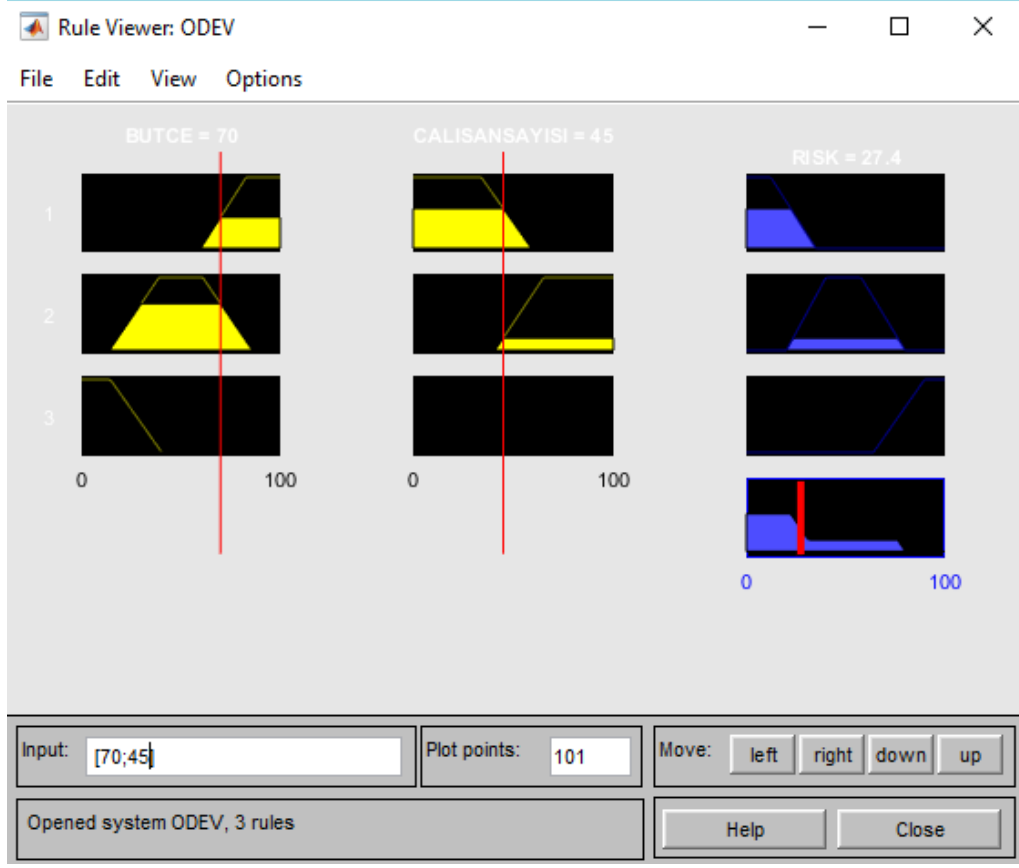 Rule Viewer: ODEV
File Edit View Options
BUTCE = 70
CALISANSAYISI = 45
RISK = 27.4
1
2
3
0 100
0 100
0 100
Input: [70;45]
Plot points: 101
Move: left right down up
Opened system ODEV, 3 rules
Help Close